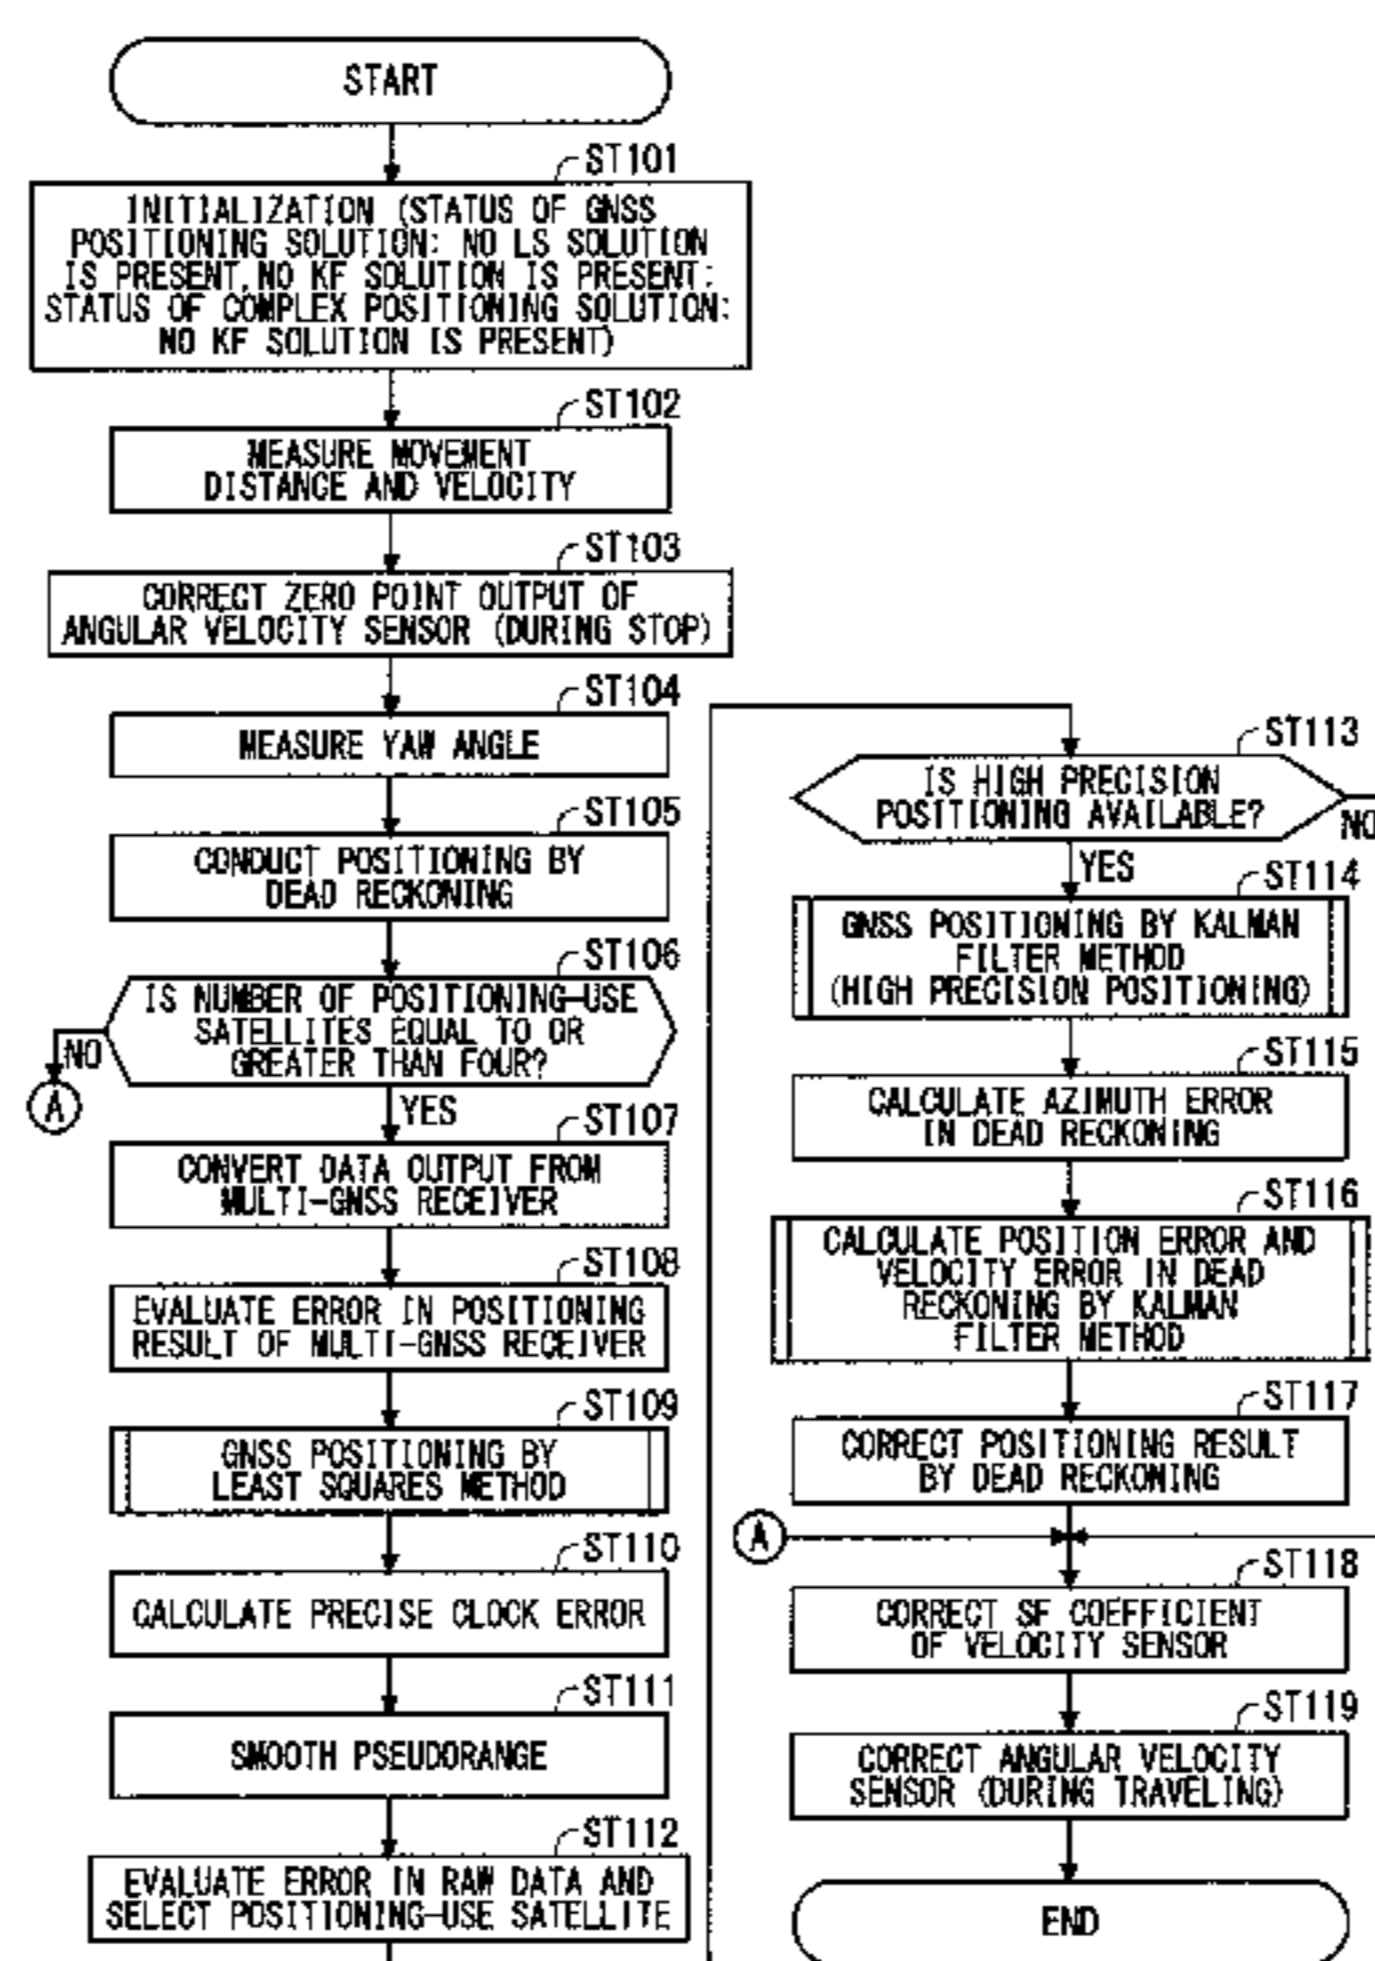 START
ST101
INITIALIZATION (STATUS OF GNSS
POSITIONING SOLUTION: NO LS SOLUTION
IS PRESENT, NO KF SOLUTION IS PRESENT;
STATUS OF COMPLEX POSITIONING SOLUTION:
NO KF SOLUTION IS PRESENT)
ST102
MEASURE MOVEMENT
DISTANCE AND VELOCITY
ST103
CORRECT ZERO POINT OUTPUT OF
ANGULAR VELOCITY SENSOR (DURING STOP)
ST104
MEASURE YAW ANGLE
ST105
CONDUCT POSITIONING BY
DEAD RECKONING
ST106
IS NUMBER OF POSITIONING-USE
SATELLITES EQUAL TO OR
GREATER THAN FOUR?
NO
A
YES
ST107
CONVERT DATA OUTPUT FROM
MULTI-GNSS RECEIVER
ST108
EVALUATE ERROR IN POSITIONING
RESULT OF MULTI-GNSS RECEIVER
ST109
GNSS POSITIONING BY
LEAST SQUARES METHOD
ST110
CALCULATE PRECISE CLOCK ERROR
ST111
SMOOTH PSEUDORANGE
ST112
EVALUATE ERROR IN RAW DATA AND
SELECT POSITIONING-USE SATELLITE
ST113
IS HIGH PRECISION
POSITIONING AVAILABLE?
NO
YES
ST114
GNSS POSITIONING BY KALMAN
FILTER METHOD
(HIGH PRECISION POSITIONING)
ST115
CALCULATE AZIMUTH ERROR
IN DEAD RECKONING
ST116
CALCULATE POSITION ERROR AND
VELOCITY ERROR IN DEAD
RECKONING BY KALMAN
FILTER METHOD
ST117
CORRECT POSITIONING RESULT
BY DEAD RECKONING
A
ST118
CORRECT SF COEFFICIENT
OF VELOCITY SENSOR
ST119
CORRECT ANGULAR VELOCITY
SENSOR (DURING TRAVELING)
END